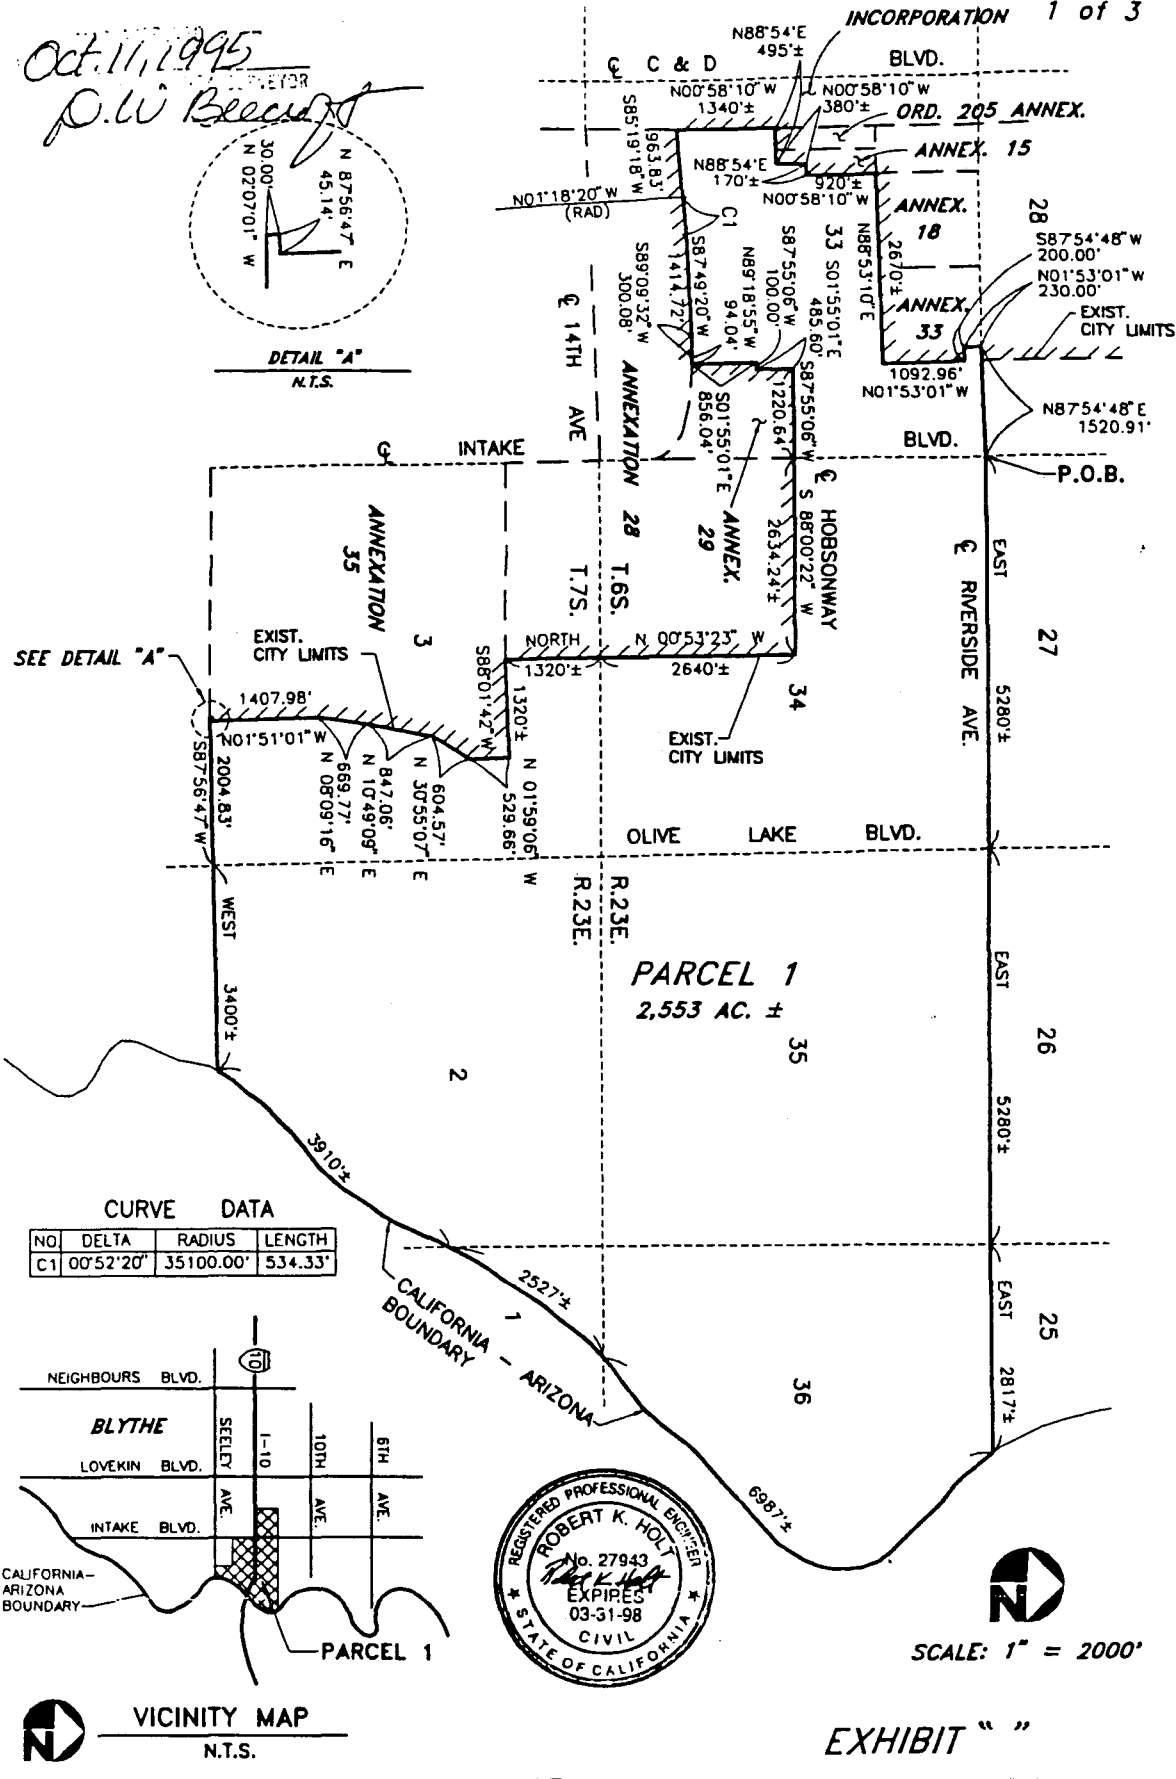 Oct. 11, 1995
D.W Beecroft
INCORPORATION 1 of 3
N88°54'E
495'±
℄ C & D BLVD.
N00°58'10"W
1340'±
N00°58'10"W
380'±
ORD. 205 ANNEX.
ANNEX. 15
S85°19'18"W
963.83'
N88°54'E
170'±
920'±
N00°58'10"W
N01°18'20"W
(RAD)
C1
ANNEX.
18
28
S87°54'48"W
200.00'
N01°53'01"W
230.00'
EXIST.
CITY LIMITS
N88°53'10"E
2670'±
33
S01°55'01"E
485.60'
S87°55'06"W
100.00'
N89°18'55"W
94.04'
S87°49'20"W
1414.72'
S89°09'32"W
300.08'
ANNEX.
33
1092.96'
N01°53'01"W
N87°54'48"E
1520.91'
N 87°56'47" E
45.14'
30.00'
N 02°07'01" W
DETAIL "A"
N.T.S.
℄ 14TH AVE
ANNEXATION 28
S87°55'06"W
1220.64'
S01°55'01"E
856.04'
℄ INTAKE BLVD.
P.O.B.
ANNEX.
29
℄ HOBSONWAY
S 88°00'22" W
2634.24'±
ANNEXATION
35
T.6S.
T.7S.
EAST 5280'±
℄ RIVERSIDE AVE.
27
SEE DETAIL "A"
EXIST.
CITY LIMITS
3
NORTH
1320'±
N 00°53'23" W
2640'±
34
S88°01'42"W
1320'±
1407.98'
N01°51'01"W
EXIST.
CITY LIMITS
S87°56'47"W
2004.83'
669.77'
N 08°09'16" E
847.06'
N 10°49'09" E
604.57'
N 30°55'07" E
529.66'
N 01°59'06" W
OLIVE LAKE BLVD.
R.23E.
R.23E.
WEST 3400'±
PARCEL 1
2,553 AC. ±
EAST 5280'±
26
35
2
3910'±
CURVE DATA
NO DELTA RADIUS LENGTH
C1 00°52'20" 35100.00' 534.33'
CALIFORNIA - ARIZONA
BOUNDARY
2527'±
1
36
EAST 2817'±
25
6987'±
NEIGHBOURS BLVD.
10
BLYTHE
SEELEY AVE.
I-10
10TH AVE.
6TH AVE.
LOVEKIN BLVD.
INTAKE BLVD.
CALIFORNIA-
ARIZONA
BOUNDARY
PARCEL 1
REGISTERED PROFESSIONAL ENGINEER
ROBERT K. HOLT
No. 27943
Robert K Holt
EXPIRES
03-31-98
CIVIL
STATE OF CALIFORNIA
N
SCALE: 1" = 2000'
N
VICINITY MAP
N.T.S.
EXHIBIT " "